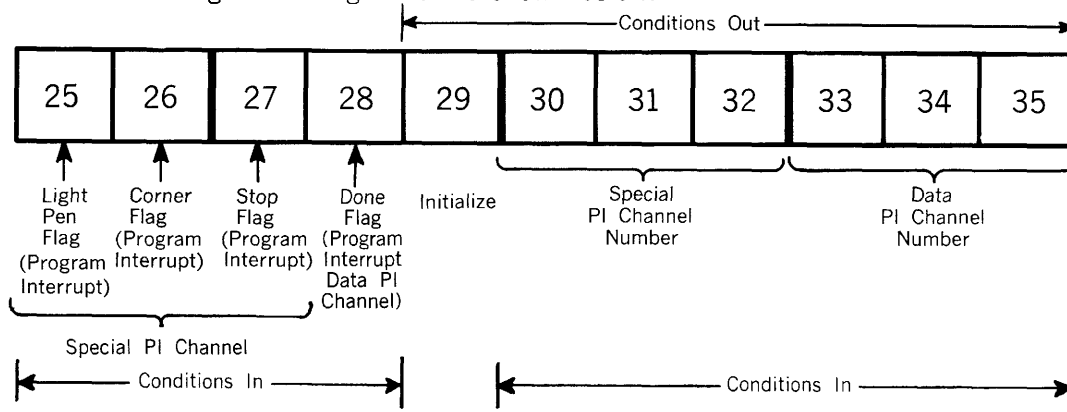 Conditions Out
25 26 27 28 29 30 31 32 33 34 35
Light
Pen
Flag
(Program
Interrupt)
Corner
Flag
(Program
Interrupt)
Stop
Flag
(Program
Interrupt)
Done
Flag
(Program
Interrupt
Data PI
Channel)
Initialize
Special
PI Channel
Number
Data
PI Channel
Number
Special PI Channel
Conditions In
Conditions In